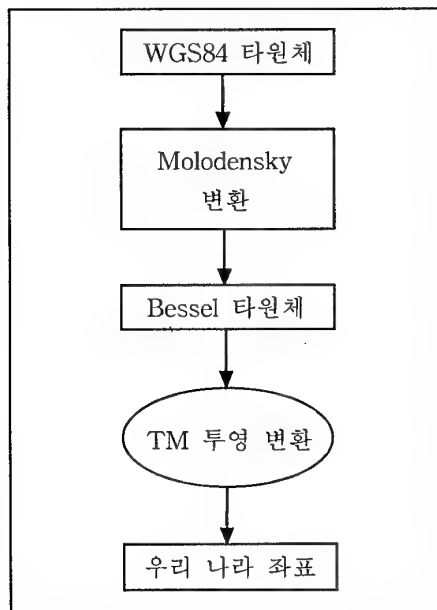 WGS84 타원체
Molodensky
변환
Bessel 타원체
TM 투영 변환
우리 나라 좌표